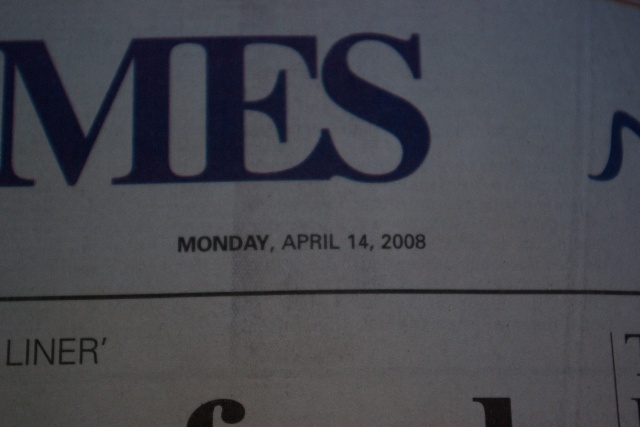 MES
MONDAY, APRIL 14, 2008
LINER'